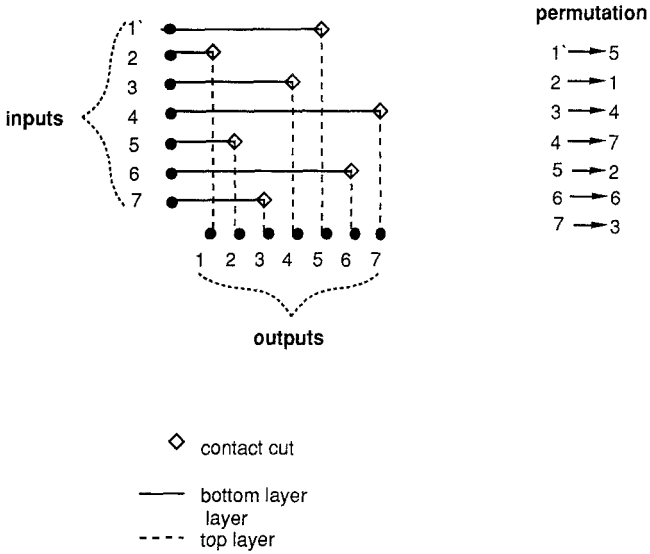 permutation
1`
2
3
4
5
6
7
inputs
1 2 3 4 5 6 7
outputs
1` → 5
2 → 1
3 → 4
4 → 7
5 → 2
6 → 6
7 → 3
contact cut
bottom layer
layer
top layer